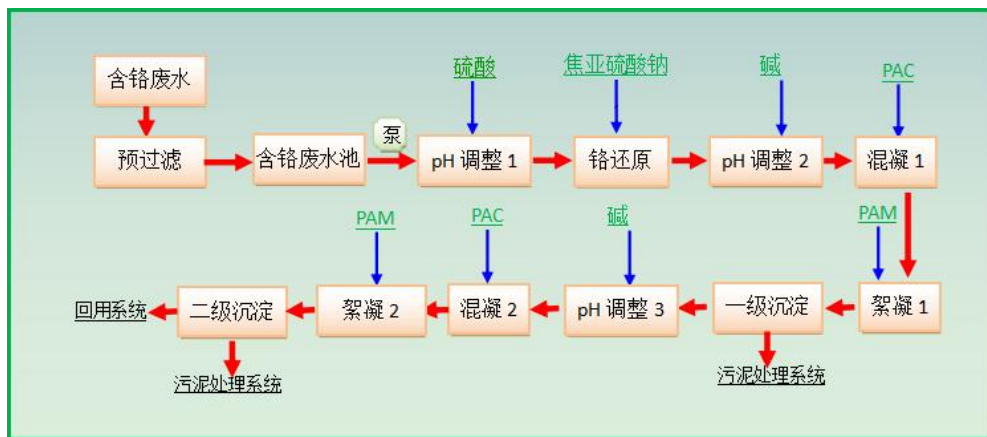 含铬废水
硫酸
焦亚硫酸钠
碱
PAC
预过滤
含铬废水池
泵
pH 调整 1
铬还原
pH 调整 2
混凝 1
PAM
PAC
碱
PAM
回用系统
二级沉淀
絮凝 2
混凝 2
pH 调整 3
一级沉淀
絮凝 1
污泥处理系统
污泥处理系统